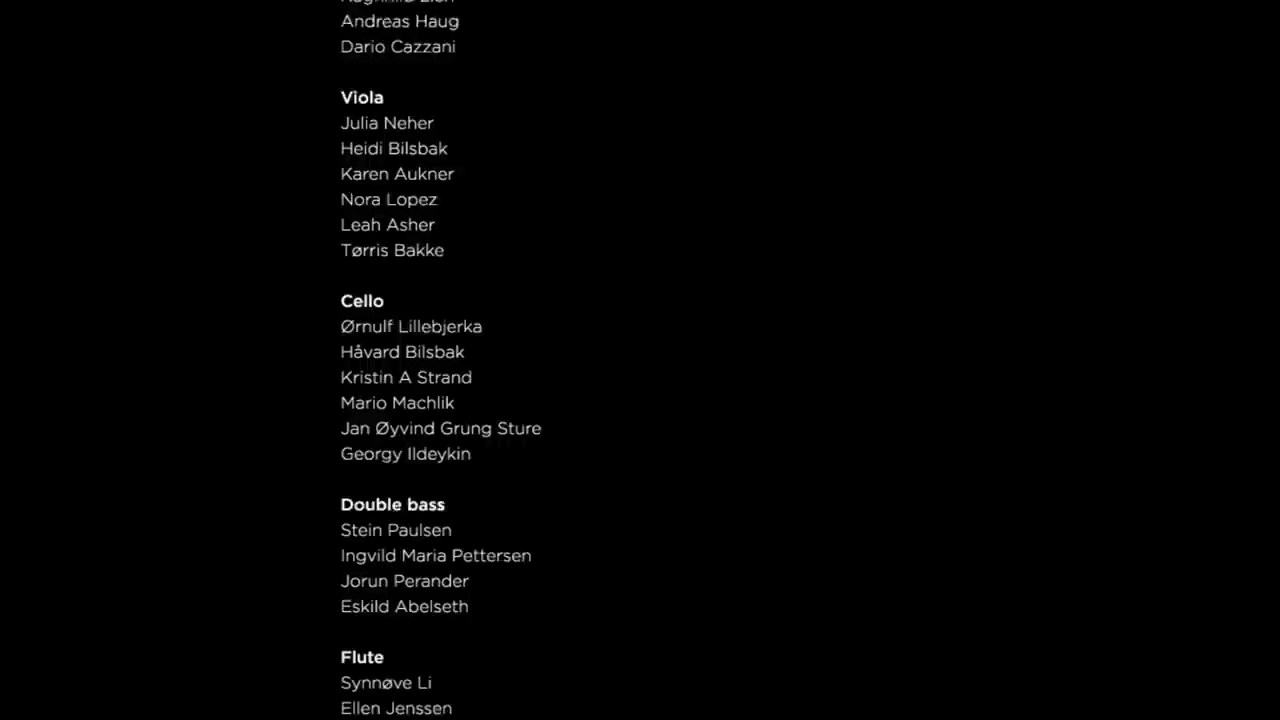 Andreas Haug
Dario Cazzani
Viola
Julia Neher
Heidi Bilsbak
Karen Aukner
Nora Lopez
Leah Asher
Tørris Bakke
Cello
Ørnulf Lillebjerka
Håvard Bilsbak
Kristin A Strand
Mario Machlik
Jan Øyvind Grung Sture
Georgy Ildeykin
Double bass
Stein Paulsen
Ingvild Maria Pettersen
Jorun Perander
Eskild Abelseth
Flute
Synnøve Li
Ellen Jenssen